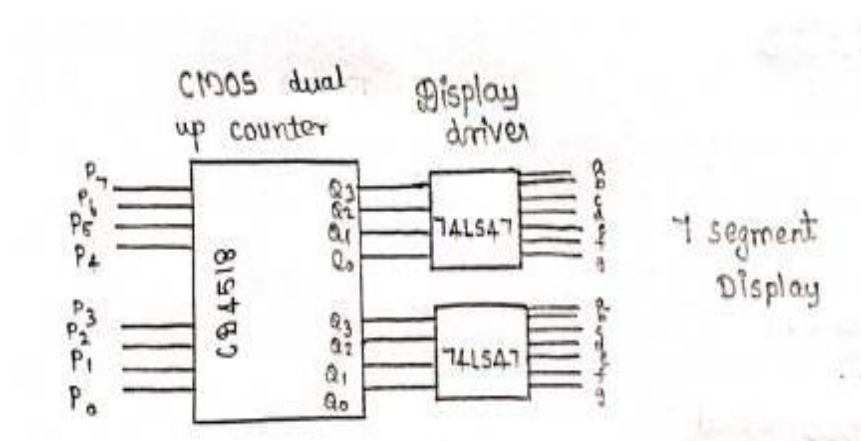 CMOS dual
up counter
Display
driver
P7
P6
P5
P4
P3
P2
P1
P0
CD4518
Q3
Q2
Q1
Q0
Q3
Q2
Q1
Q0
74LS47
74LS47
a
b
c
d
e
f
g
a
b
c
d
e
f
g
7 segment
Display